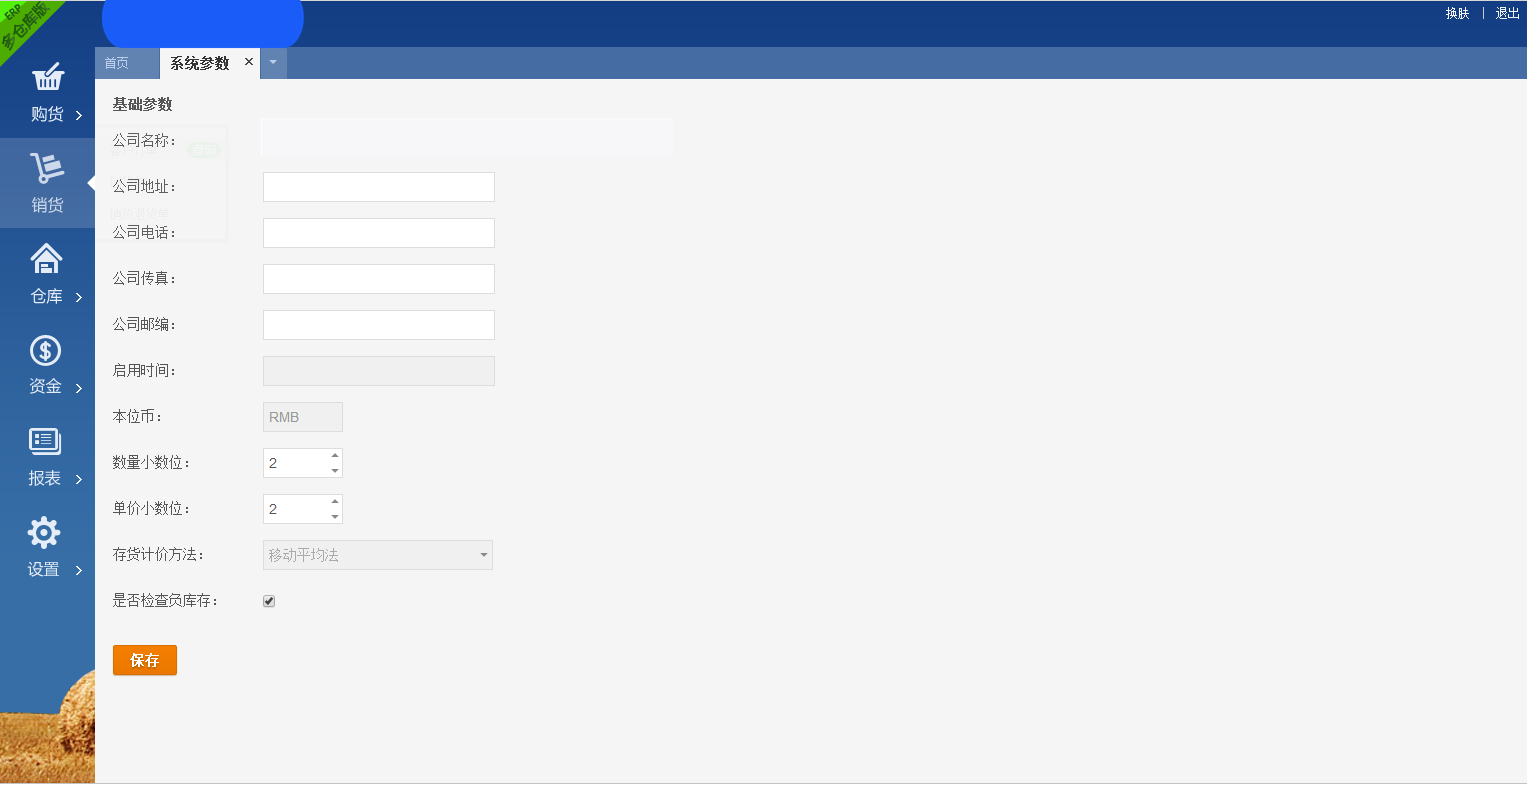 ERP
多仓库版
换肤 | 退出
首页
系统参数 ×
购货 >
销货
仓库 >
资金 >
报表 >
设置 >
基础参数
公司名称：
公司地址：
公司电话：
公司传真：
公司邮编：
启用时间：
本位币： RMB
数量小数位： 2
单价小数位： 2
存货计价方法： 移动平均法
是否检查负库存：
保存